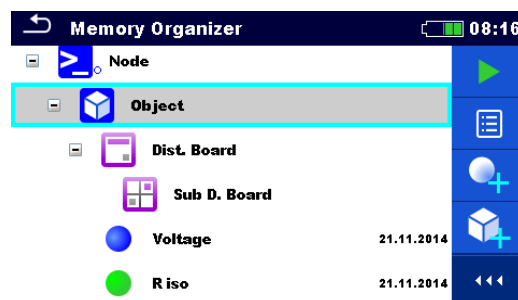 Memory Organizer 08:16
Node
Object
Dist. Board
Sub D. Board
Voltage 21.11.2014
R iso 21.11.2014